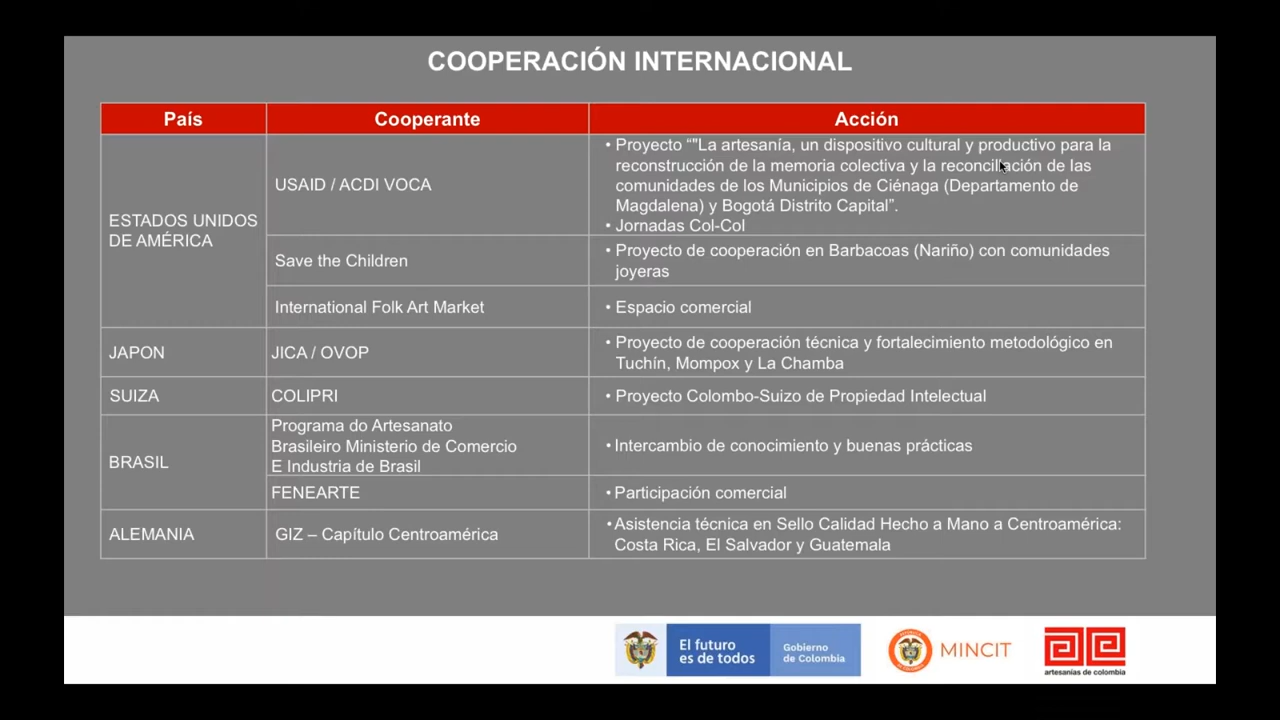 COOPERACIÓN INTERNACIONAL
País
Cooperante
Acción
ESTADOS UNIDOS
DE AMÉRICA
USAID / ACDI VOCA
• Proyecto “"La artesanía, un dispositivo cultural y productivo para la
reconstrucción de la memoria colectiva y la reconciliación de las
comunidades de los Municipios de Ciénaga (Departamento de
Magdalena) y Bogotá Distrito Capital”.
• Jornadas Col-Col
Save the Children
• Proyecto de cooperación en Barbacoas (Nariño) con comunidades
joyeras
International Folk Art Market
• Espacio comercial
JAPON
JICA / OVOP
• Proyecto de cooperación técnica y fortalecimiento metodológico en
Tuchín, Mompox y La Chamba
SUIZA
COLIPRI
• Proyecto Colombo-Suizo de Propiedad Intelectual
BRASIL
Programa do Artesanato
Brasileiro Ministerio de Comercio
E Industria de Brasil
• Intercambio de conocimiento y buenas prácticas
FENEARTE
• Participación comercial
ALEMANIA
GIZ – Capítulo Centroamérica
• Asistencia técnica en Sello Calidad Hecho a Mano a Centroamérica:
Costa Rica, El Salvador y Guatemala
El futuro
es de todos
Gobierno
de Colombia
MINCIT
artesanías de colombia